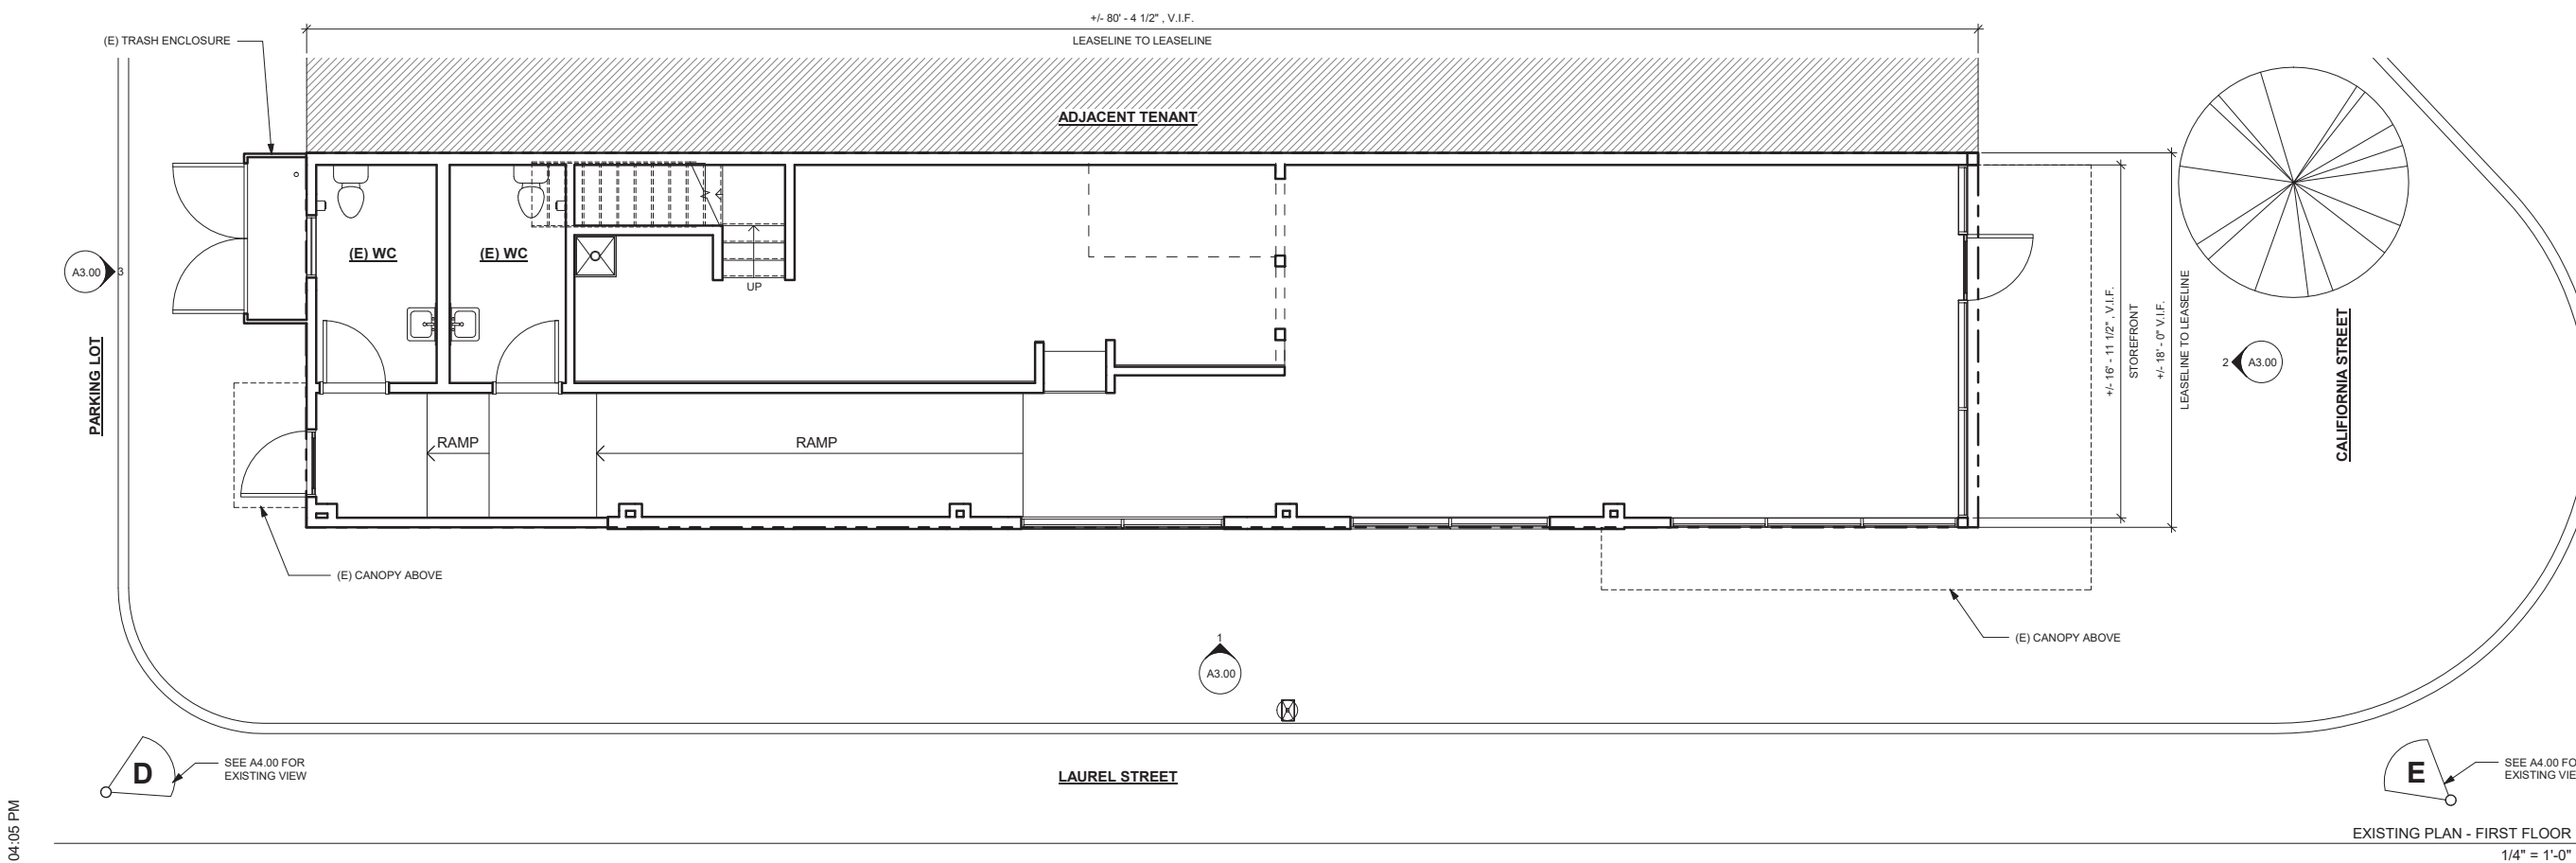 +/- 80' - 4 1/2" , V.I.F.
LEASELINE TO LEASELINE
(E) TRASH ENCLOSURE
ADJACENT TENANT
(E) WC
(E) WC
UP
A3.00
3
PARKING LOT
RAMP
RAMP
+/- 16' - 11 1/2" , V.I.F.
STOREFRONT
+/- 18' - 0" V.I.F.
LEASELINE TO LEASELINE
2
A3.00
CALIFIORNIA STREET
(E) CANOPY ABOVE
(E) CANOPY ABOVE
1
A3.00
D
SEE A4.00 FOR
EXISTING VIEW
LAUREL STREET
E
SEE A4.00 FO
EXISTING VIE
04:05 PM
EXISTING PLAN - FIRST FLOOR
1/4" = 1'-0"